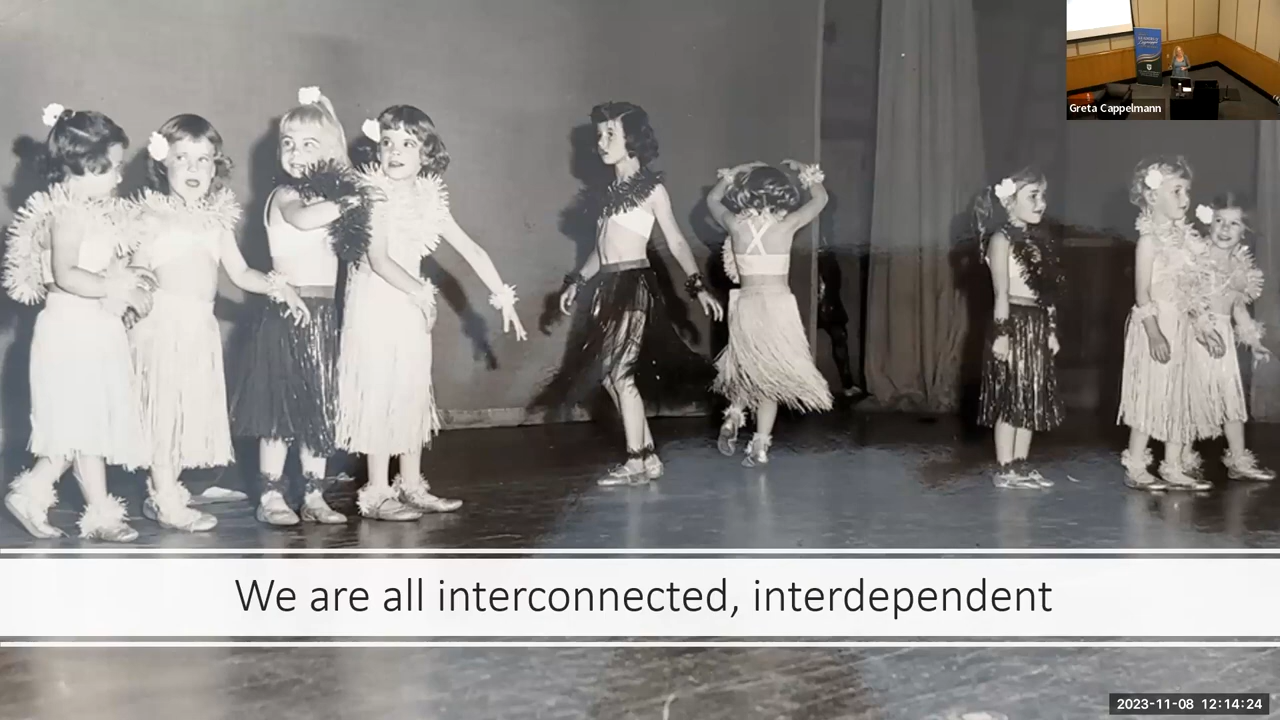 Greta Cappelmann
We are all interconnected, interdependent
2023-11-08 12:14:24